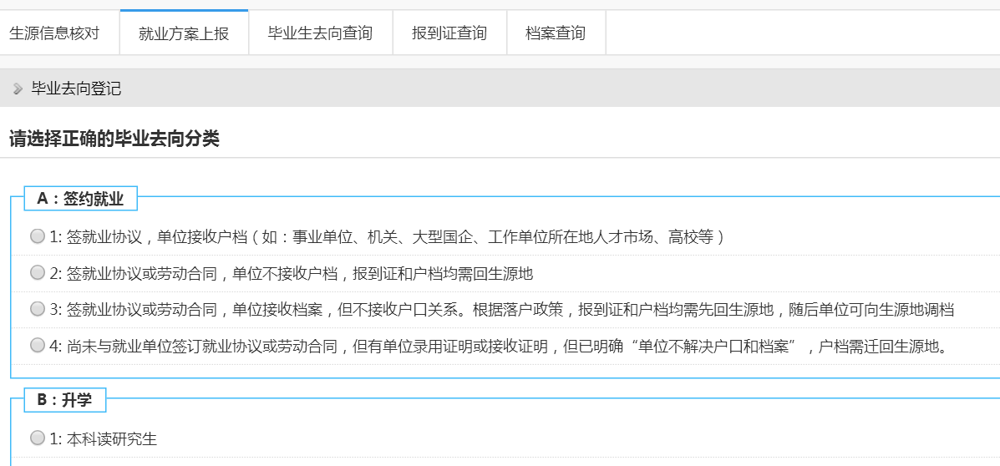 生源信息核对 就业方案上报 毕业生去向查询 报到证查询 档案查询
毕业去向登记
请选择正确的毕业去向分类
A：签约就业
1: 签就业协议，单位接收户档（如：事业单位、机关、大型国企、工作单位所在地人才市场、高校等）
2: 签就业协议或劳动合同，单位不接收户档，报到证和户档均需回生源地
3: 签就业协议或劳动合同，单位接收档案，但不接收户口关系。根据落户政策，报到证和户档均需先回生源地，随后单位可向生源地调档
4: 尚未与就业单位签订就业协议或劳动合同，但有单位录用证明或接收证明，但已明确“单位不解决户口和档案”，户档需迁回生源地。
B：升学
1: 本科读研究生